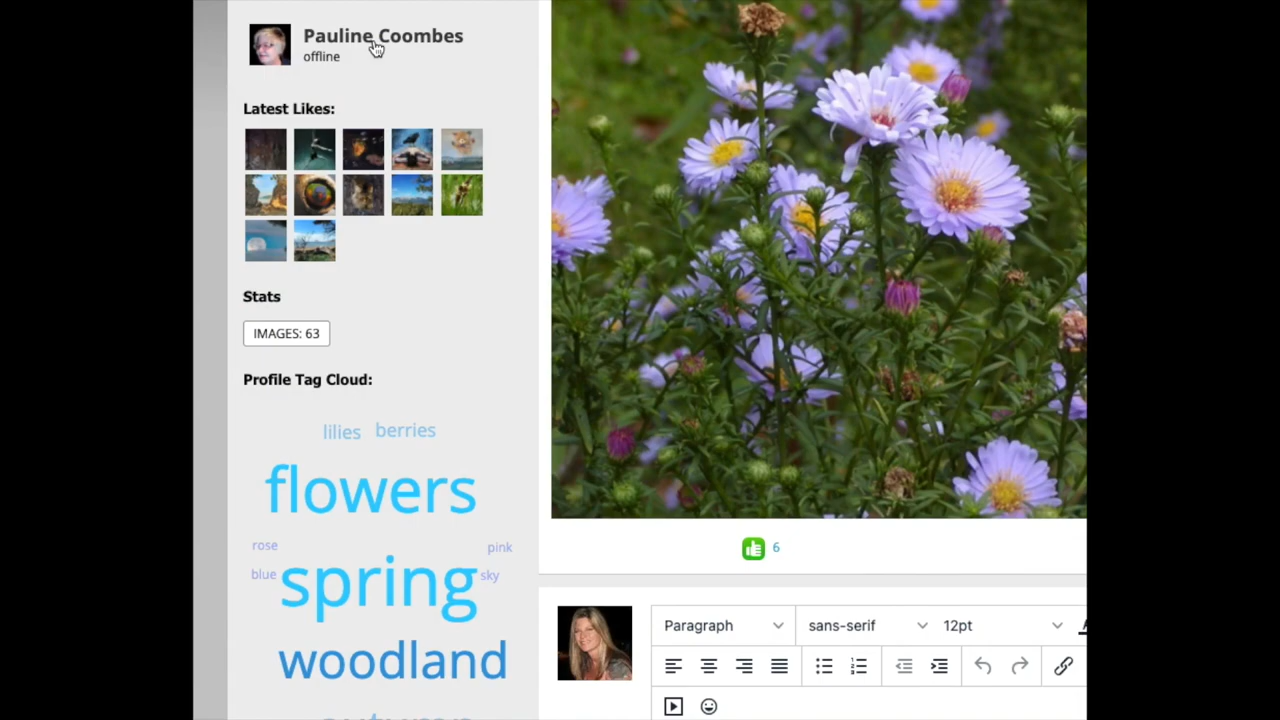 Pauline Coombes
offline
Latest Likes:
Stats
IMAGES: 63
Profile Tag Cloud:
lilies berries
flowers
rose pink
blue spring sky
woodland
6
Paragraph sans-serif 12pt